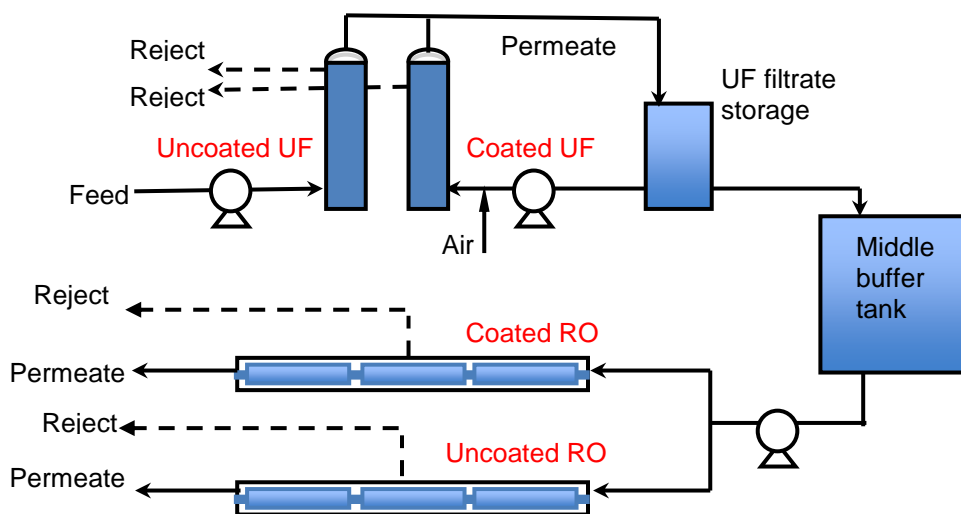 Reject
Permeate
Reject
UF filtrate
storage
Uncoated UF
Coated UF
Feed
Air
Middle
buffer
tank
Reject
Coated RO
Permeate
Reject
Uncoated RO
Permeate